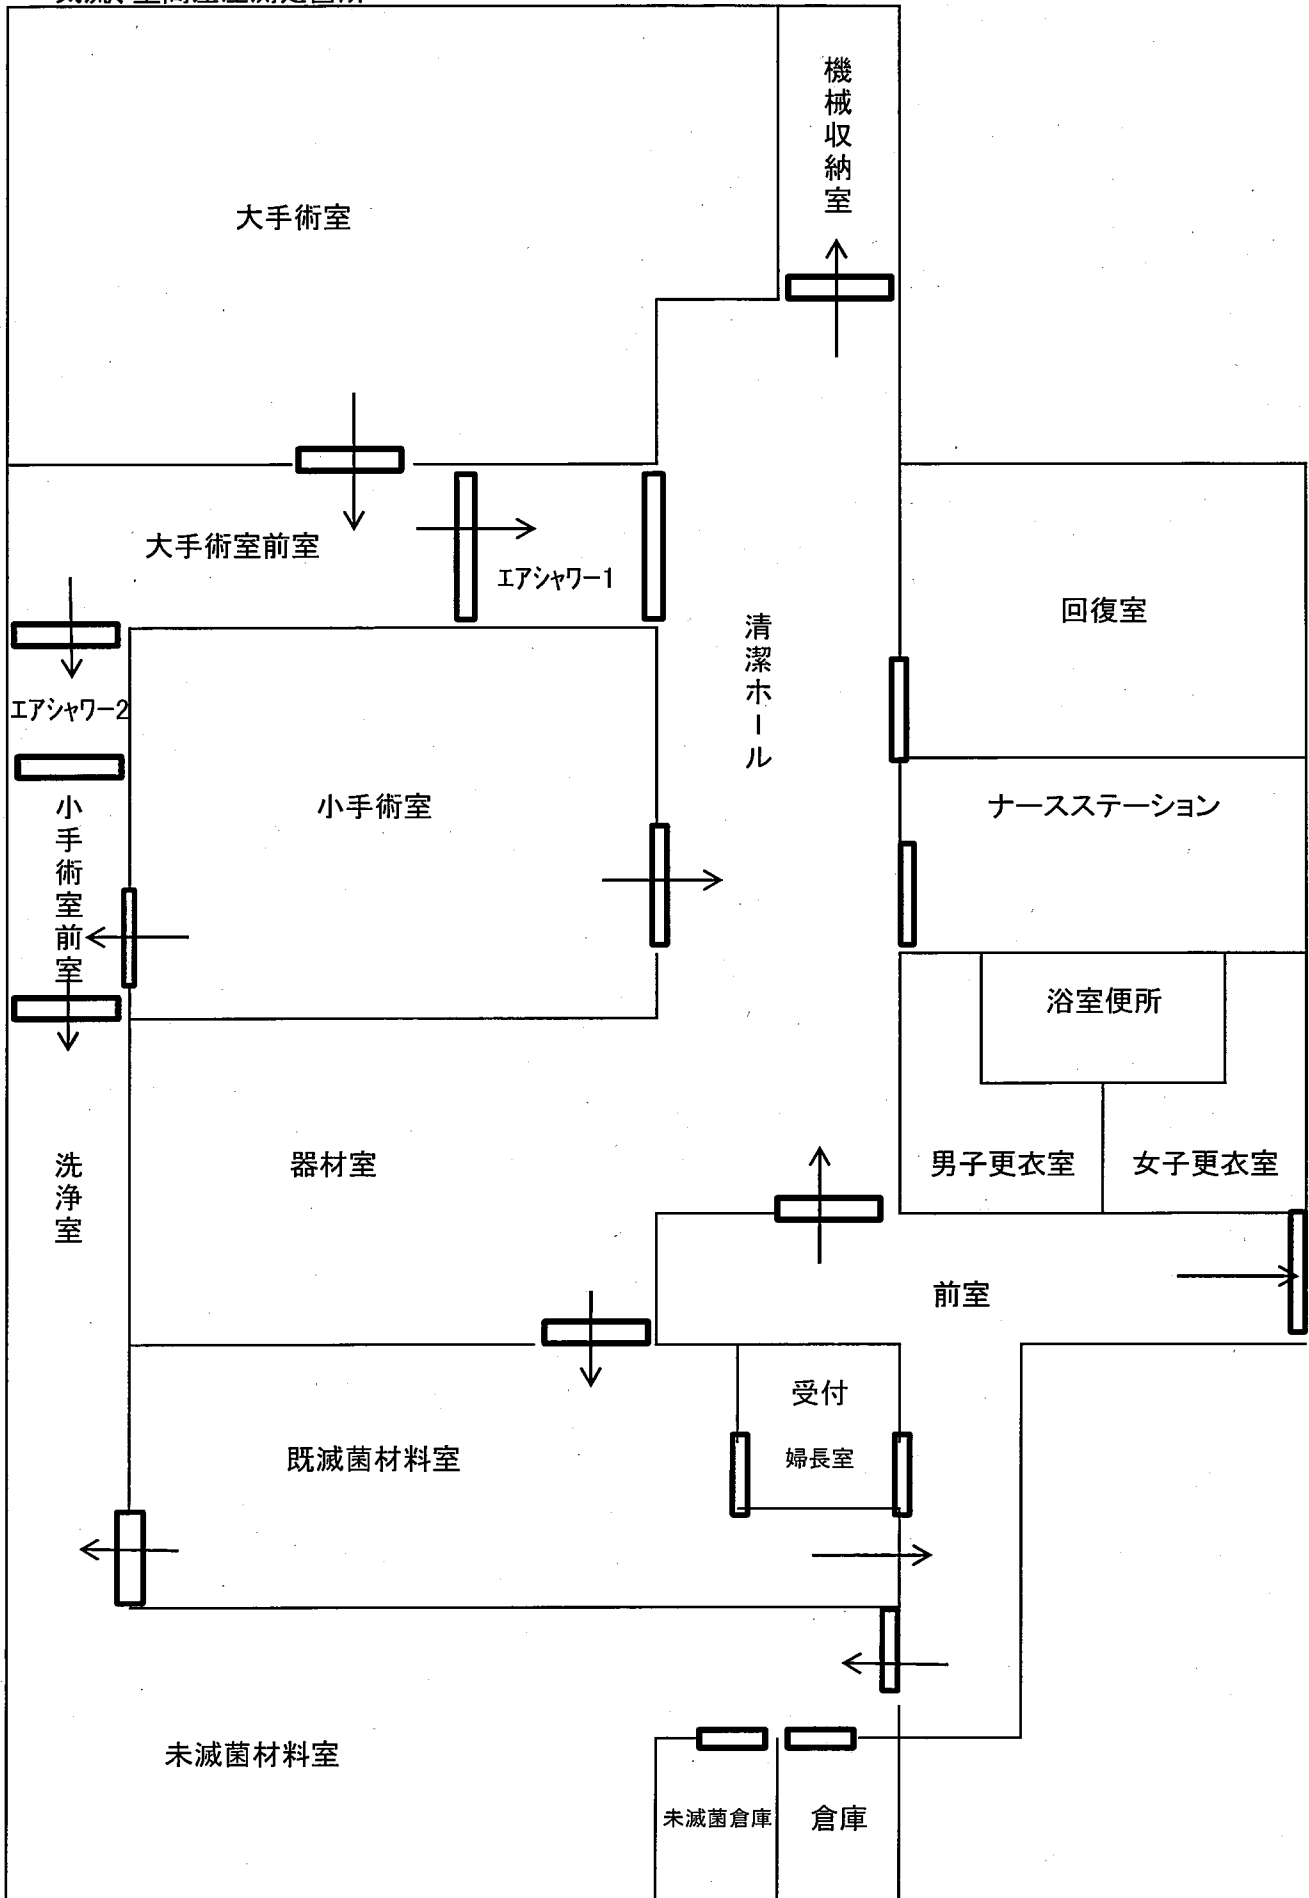 機械収納室
大手術室
大手術室前室
エアシャワー1
回復室
清潔ホール
エアシャワー2
小手術室
小手術室前室
ナースステーション
浴室便所
器材室
男子更衣室
女子更衣室
洗浄室
前室
受付
婦長室
既滅菌材料室
未滅菌材料室
未滅菌倉庫
倉庫